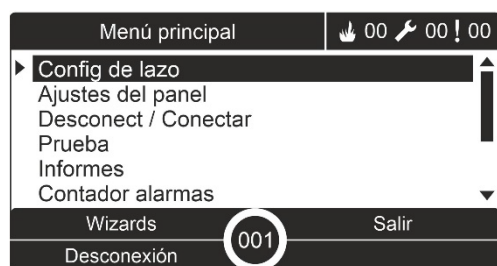 Menú principal 00 00 ! 00
Config de lazo
Ajustes del panel
Desconect / Conectar
Prueba
Informes
Contador alarmas
Wizards 001 Salir
Desconexión